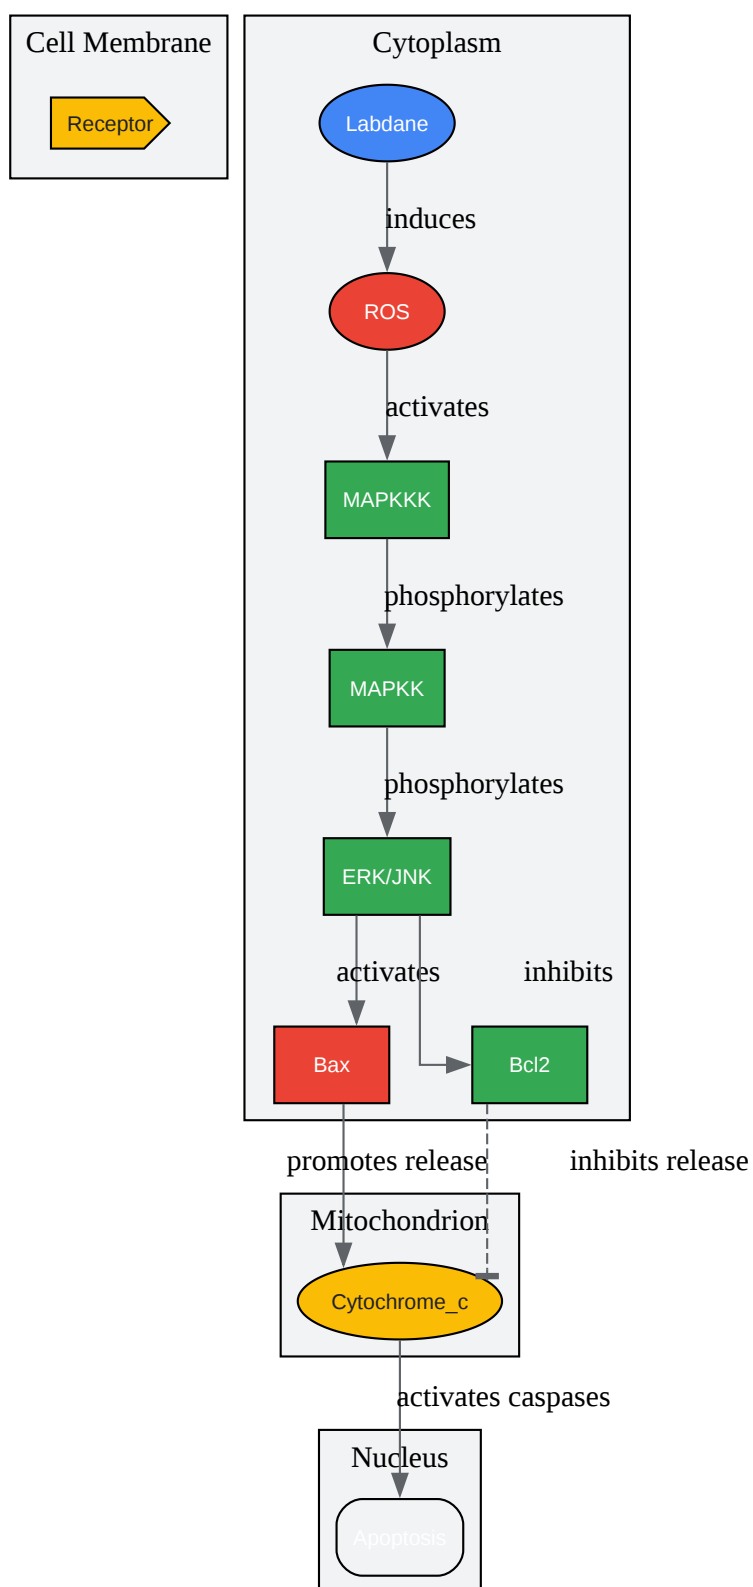 Cell Membrane
Receptor
Cytoplasm
Labdane
induces
ROS
activates
MAPKKK
phosphorylates
MAPKK
phosphorylates
ERK/JNK
activates
inhibits
Bax
Bcl2
promotes release
inhibits release
Mitochondrion
Cytochrome_c
activates caspases
Nucleus
Apoptosis